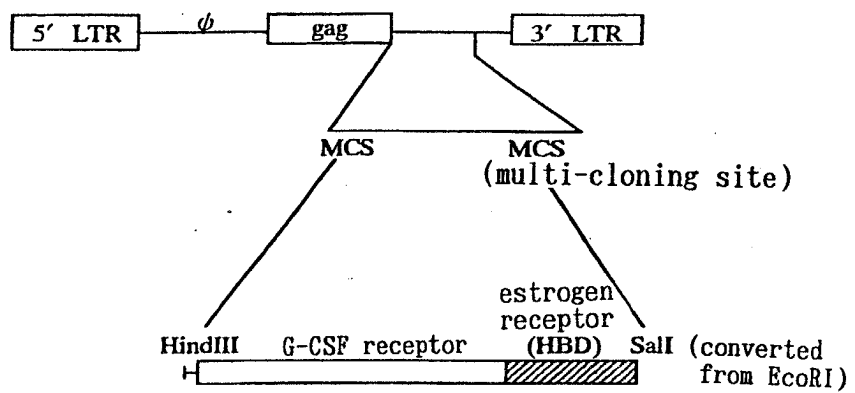 5′ LTR ψ gag 3′ LTR
MCS MCS
(multi-cloning site)
estrogen
receptor
HindIII G-CSF receptor (HBD) SalI (converted
from EcoRI)